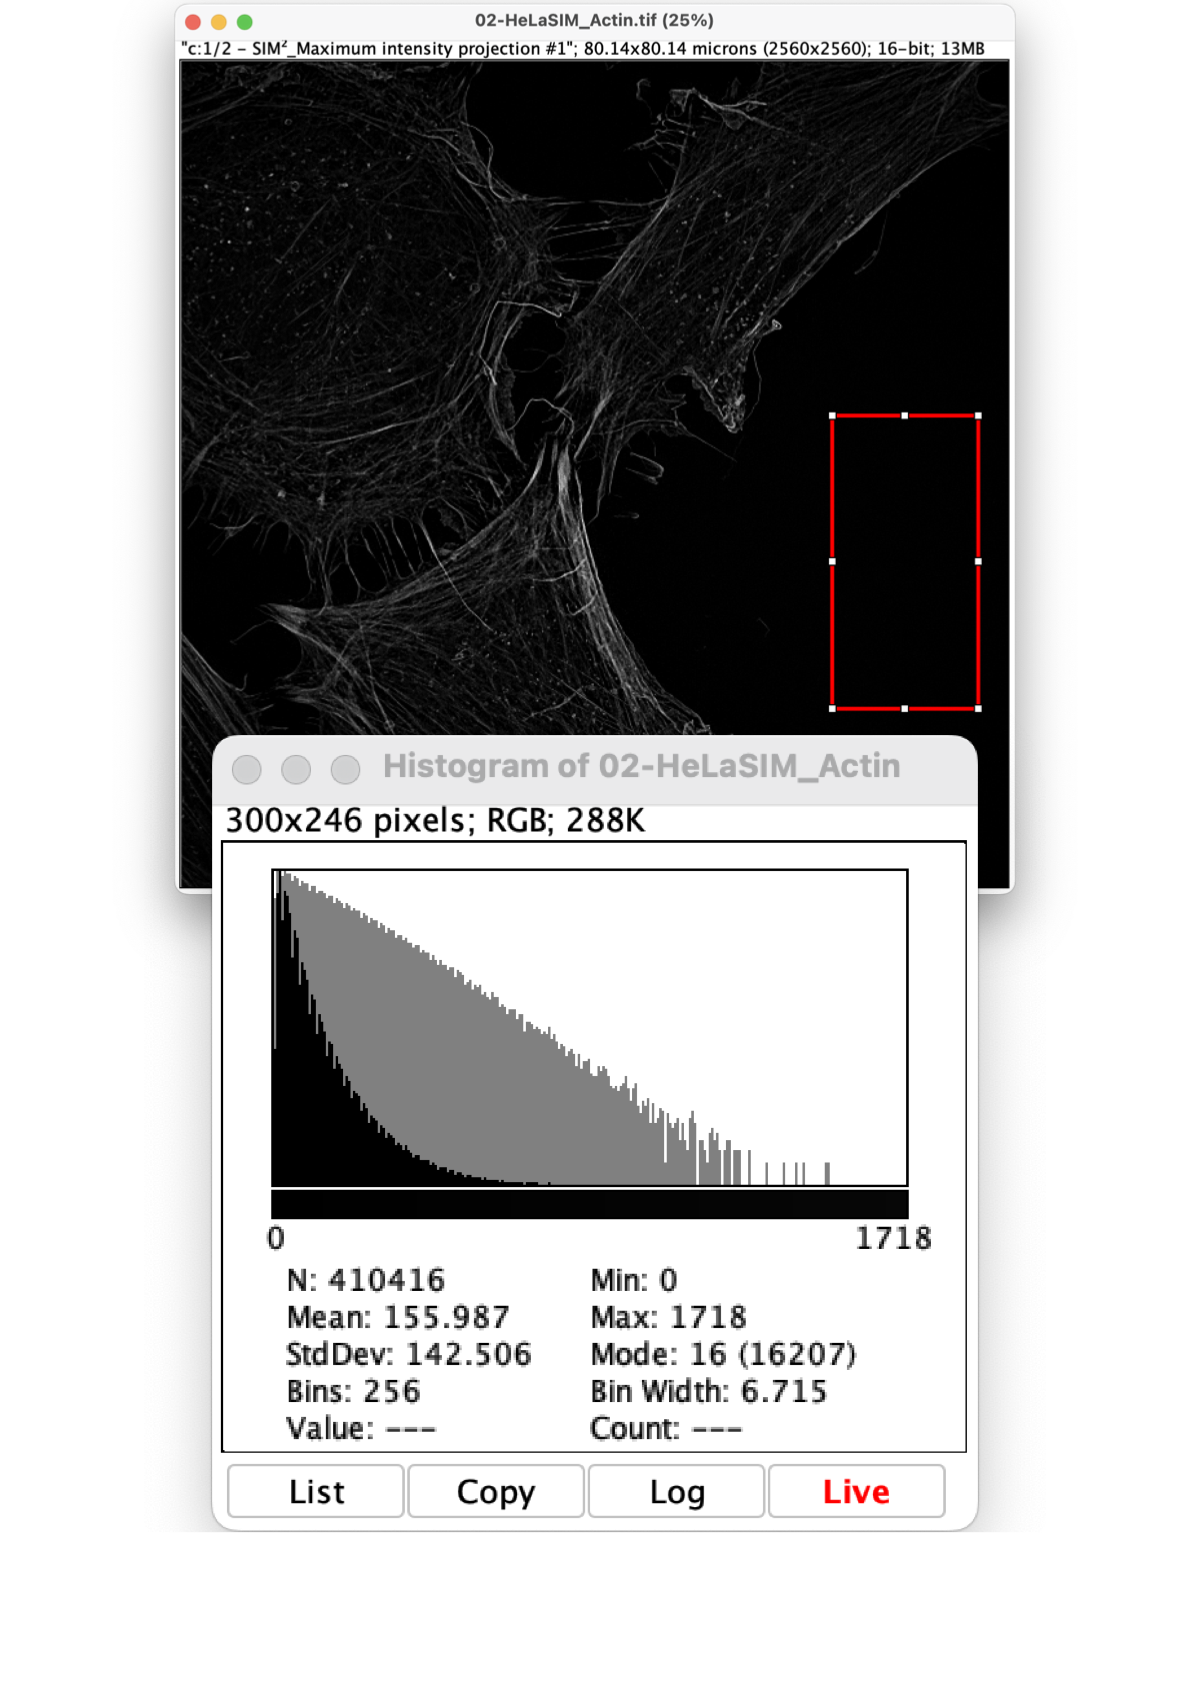 02-HeLaSIM_Actin.tif (25%)
"c:1/2 - SIM²_Maximum intensity projection #1"; 80.14x80.14 microns (2560x2560); 16-bit; 13MB
Histogram of 02-HeLaSIM_Actin
300x246 pixels; RGB; 288K
0 1718
N: 410416 Min: 0
Mean: 155.987 Max: 1718
StdDev: 142.506 Mode: 16 (16207)
Bins: 256 Bin Width: 6.715
Value: --- Count: ---
List Copy Log Live